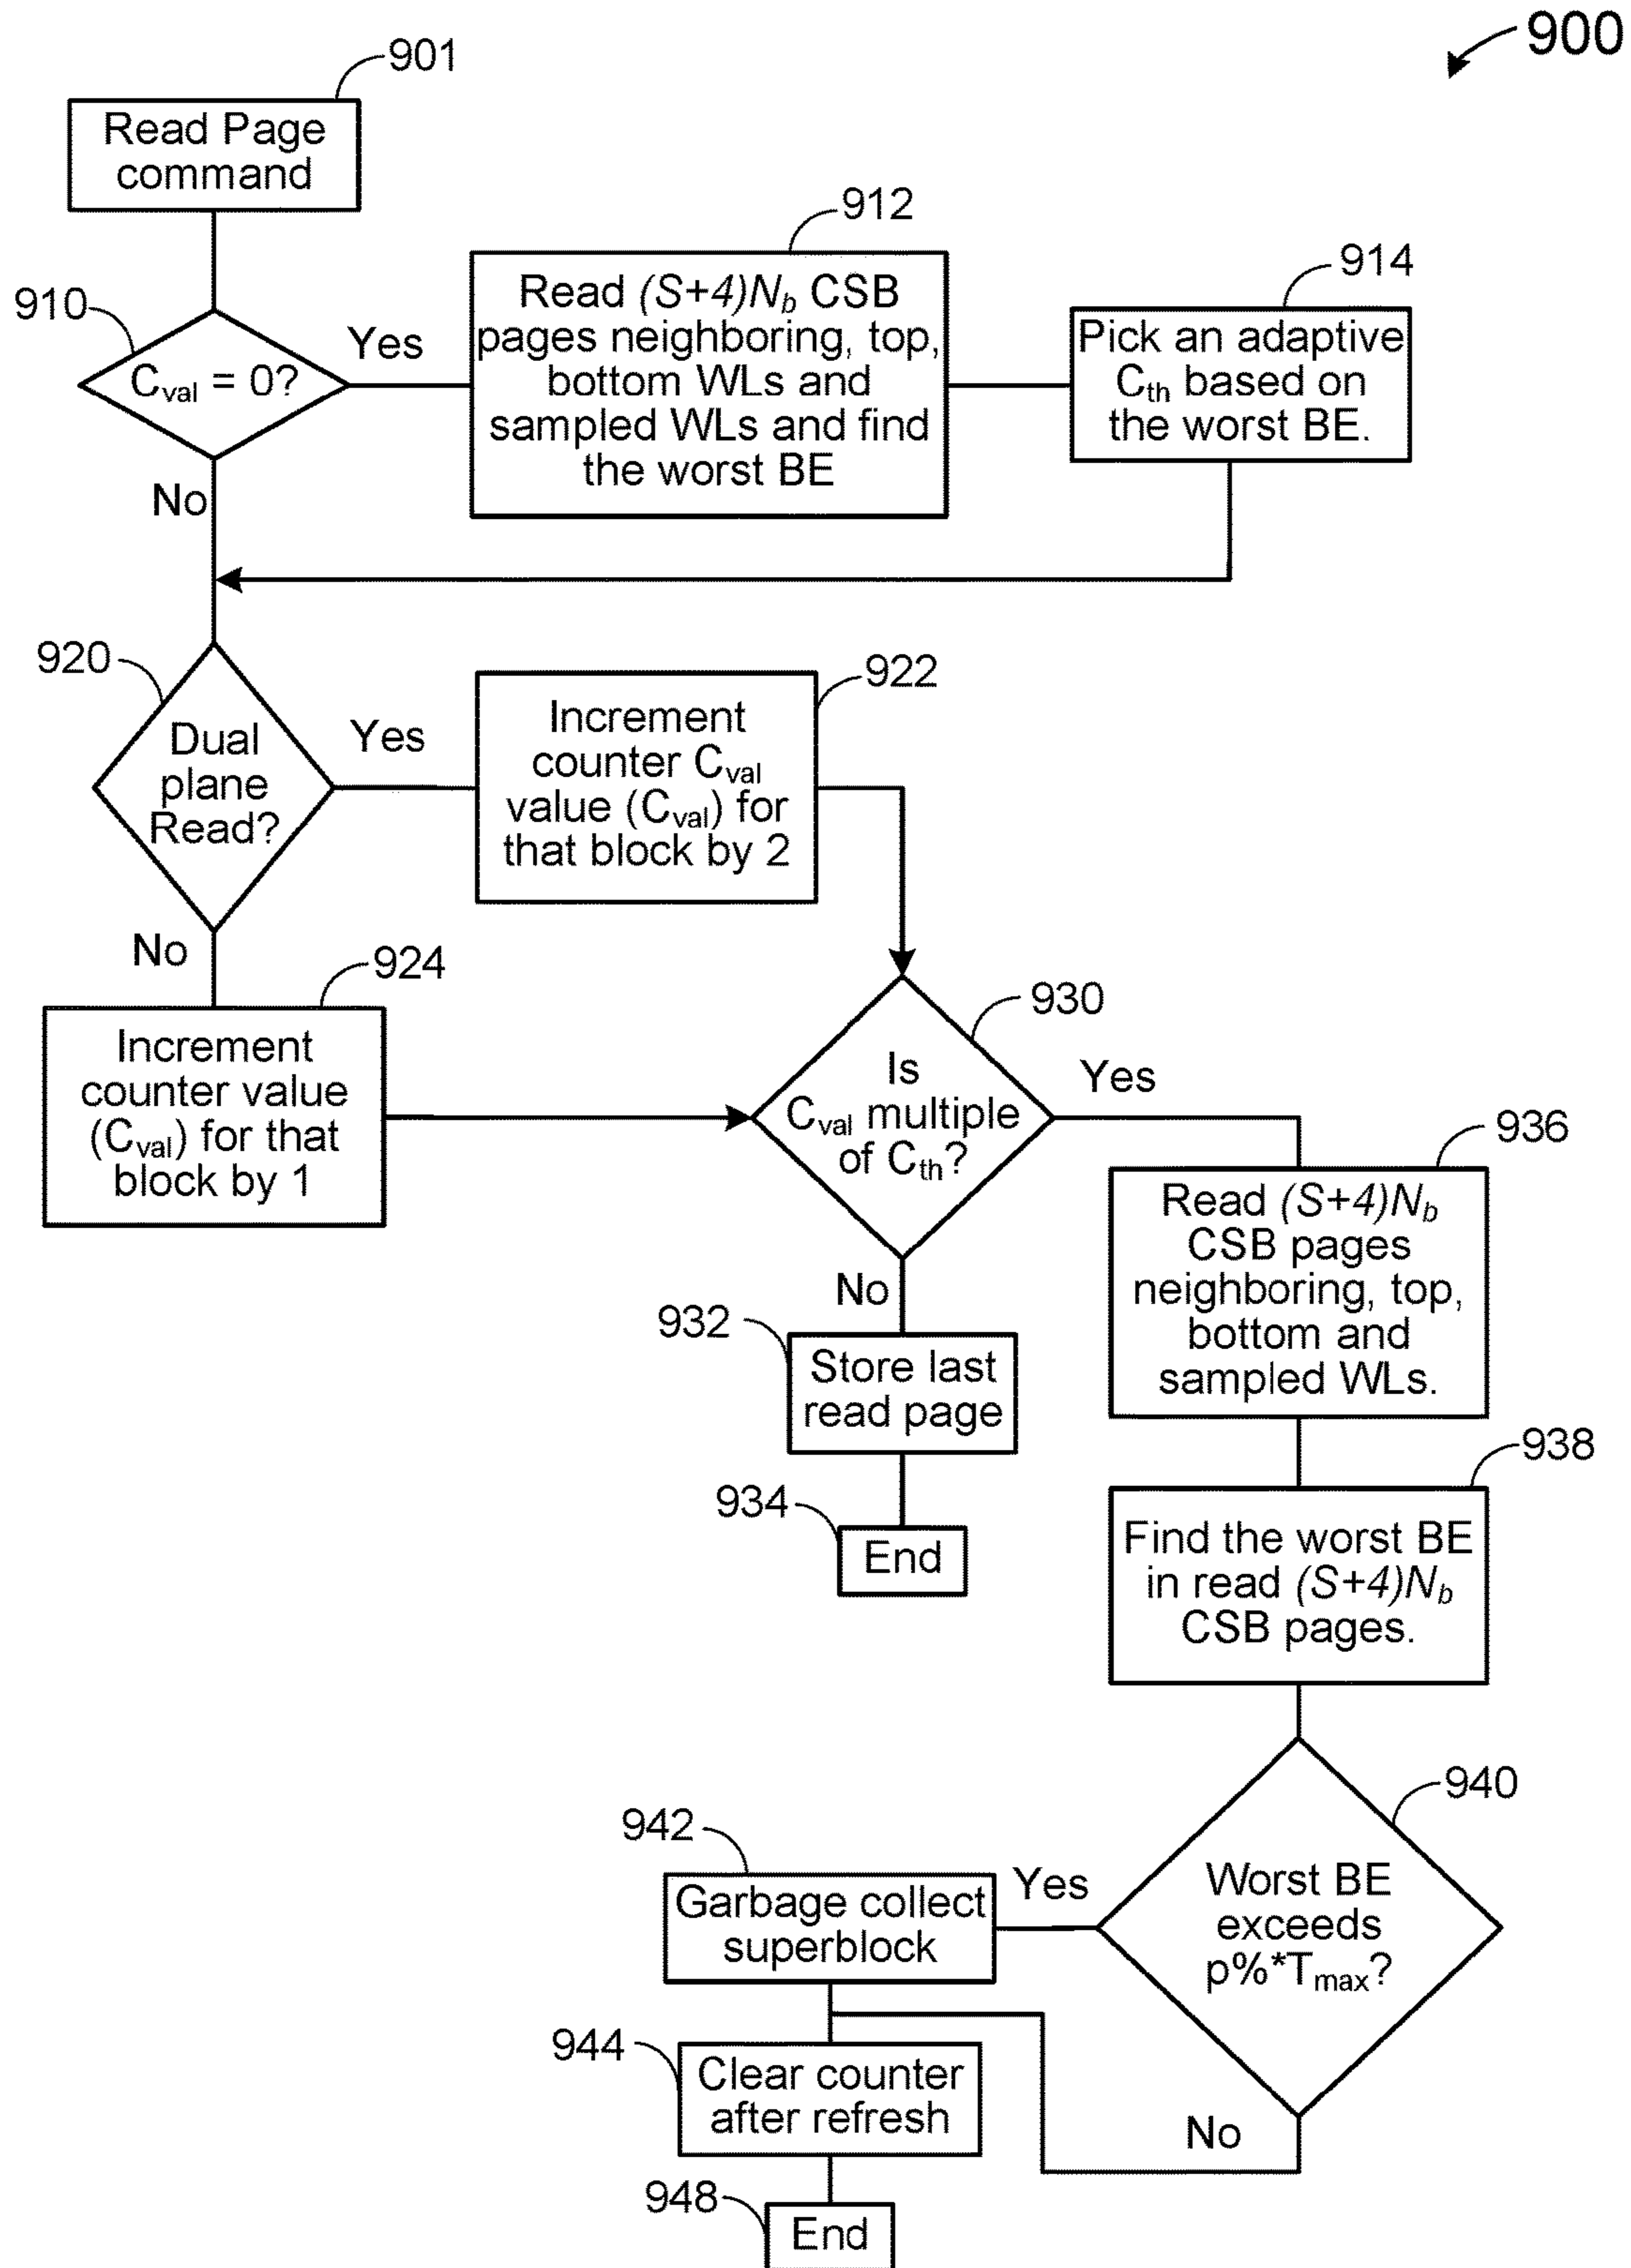 900
901
Read Page
command
910
C_val = 0?
Yes
No
912
Read (S+4)N_b CSB
pages neighboring, top,
bottom WLs and
sampled WLs and find
the worst BE
914
Pick an adaptive
C_th based on
the worst BE.
920
Dual
plane
Read?
Yes
No
922
Increment
counter C_val
value (C_val) for
that block by 2
924
Increment
counter value
(C_val) for that
block by 1
930
Is
C_val multiple
of C_th?
Yes
No
932
Store last
read page
934
End
936
Read (S+4)N_b
CSB pages
neighboring, top,
bottom and
sampled WLs.
938
Find the worst BE
in read (S+4)N_b
CSB pages.
940
Worst BE
exceeds
p%*T_max?
Yes
No
942
Garbage collect
superblock
944
Clear counter
after refresh
948
End